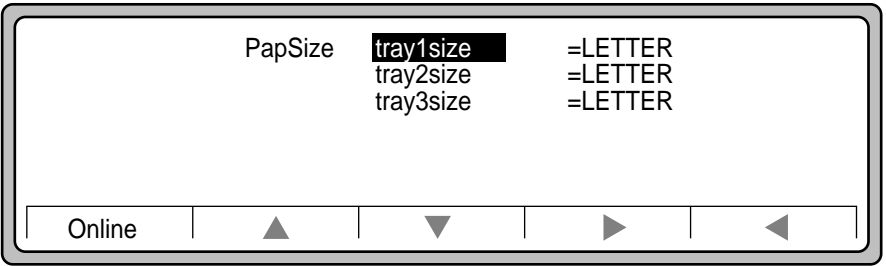 PapSize tray1size =LETTER
tray2size =LETTER
tray3size =LETTER
Online